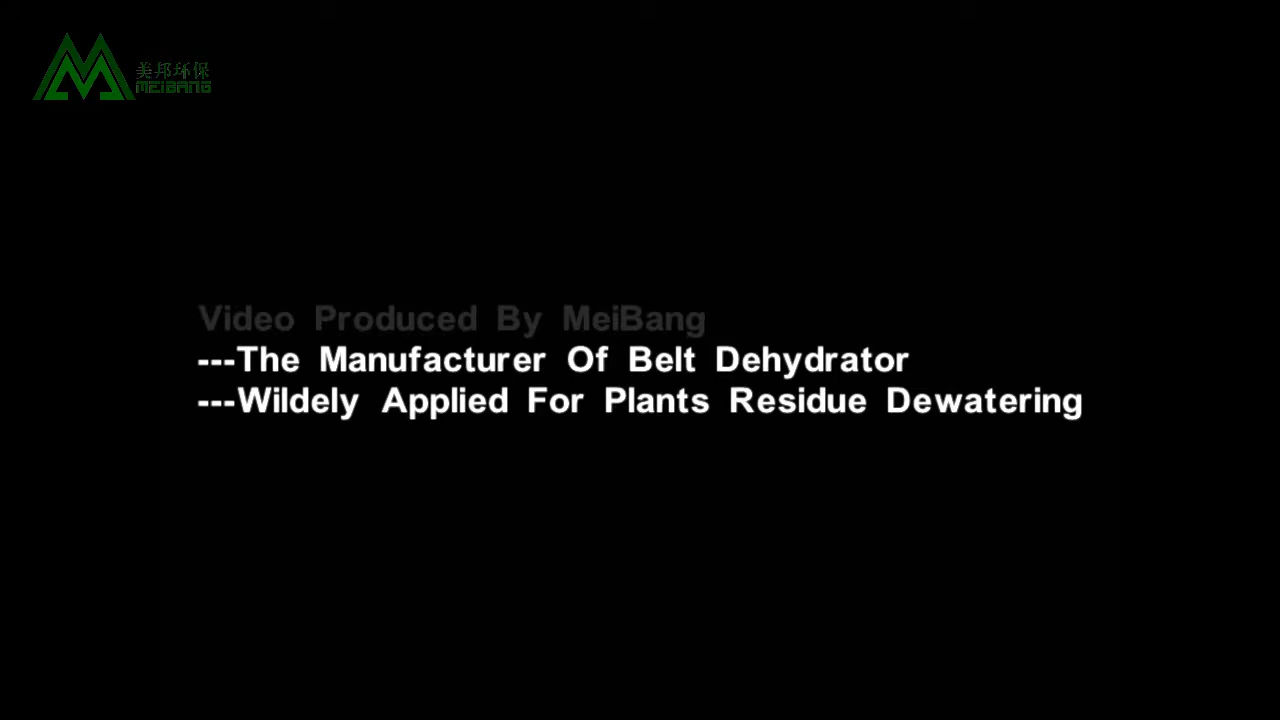 美邦环保
MEIBANG
Video Produced By MeiBang
---The Manufacturer Of Belt Dehydrator
---Wildely Applied For Plants Residue Dewatering